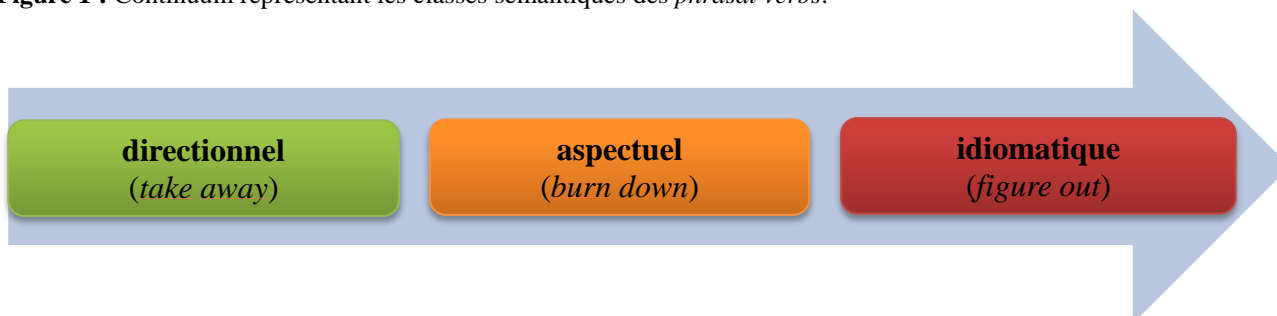 Figure 1 : Continuum représentant les classes sémantiques des phrasal verbs.
directionnel
(take away)
aspectuel
(burn down)
idiomatique
(figure out)